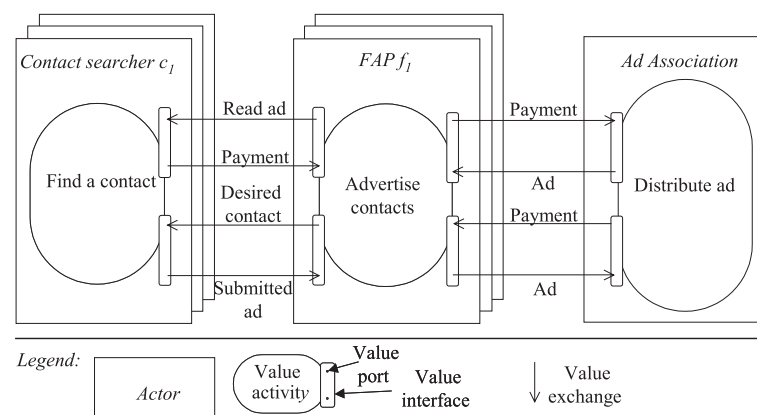 Contact searcher c1
FAP f1
Ad Association
Read ad
Payment
Payment
Find a contact
Advertise
contacts
Distribute ad
Ad
Desired
contact
Payment
Submitted
ad
Ad
Legend:
Actor
Value
activity
Value
port
Value
interface
Value
exchange